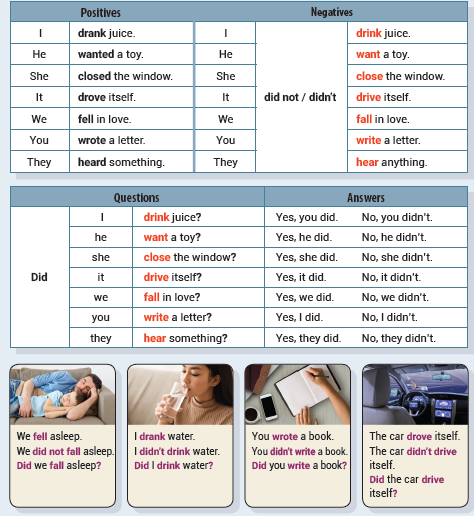 Positives Negatives
I drank juice. I did not / didn't drink juice.
He wanted a toy. He want a toy.
She closed the window. She close the window.
It drove itself. It drive itself.
We fell in love. We fall in love.
You wrote a letter. You write a letter.
They heard something. They hear anything.
Questions Answers
Did I drink juice? Yes, you did. No, you didn't.
he want a toy? Yes, he did. No, he didn't.
she close the window? Yes, she did. No, she didn't.
it drive itself? Yes, it did. No, it didn't.
we fall in love? Yes, we did. No, we didn't.
you write a letter? Yes, I did. No, I didn't.
they hear something? Yes, they did. No, they didn't.
We fell asleep.
We did not fall asleep.
Did we fall asleep?
I drank water.
I didn't drink water.
Did I drink water?
You wrote a book.
You didn't write a book.
Did you write a book?
The car drove itself.
The car didn't drive
itself.
Did the car drive
itself?